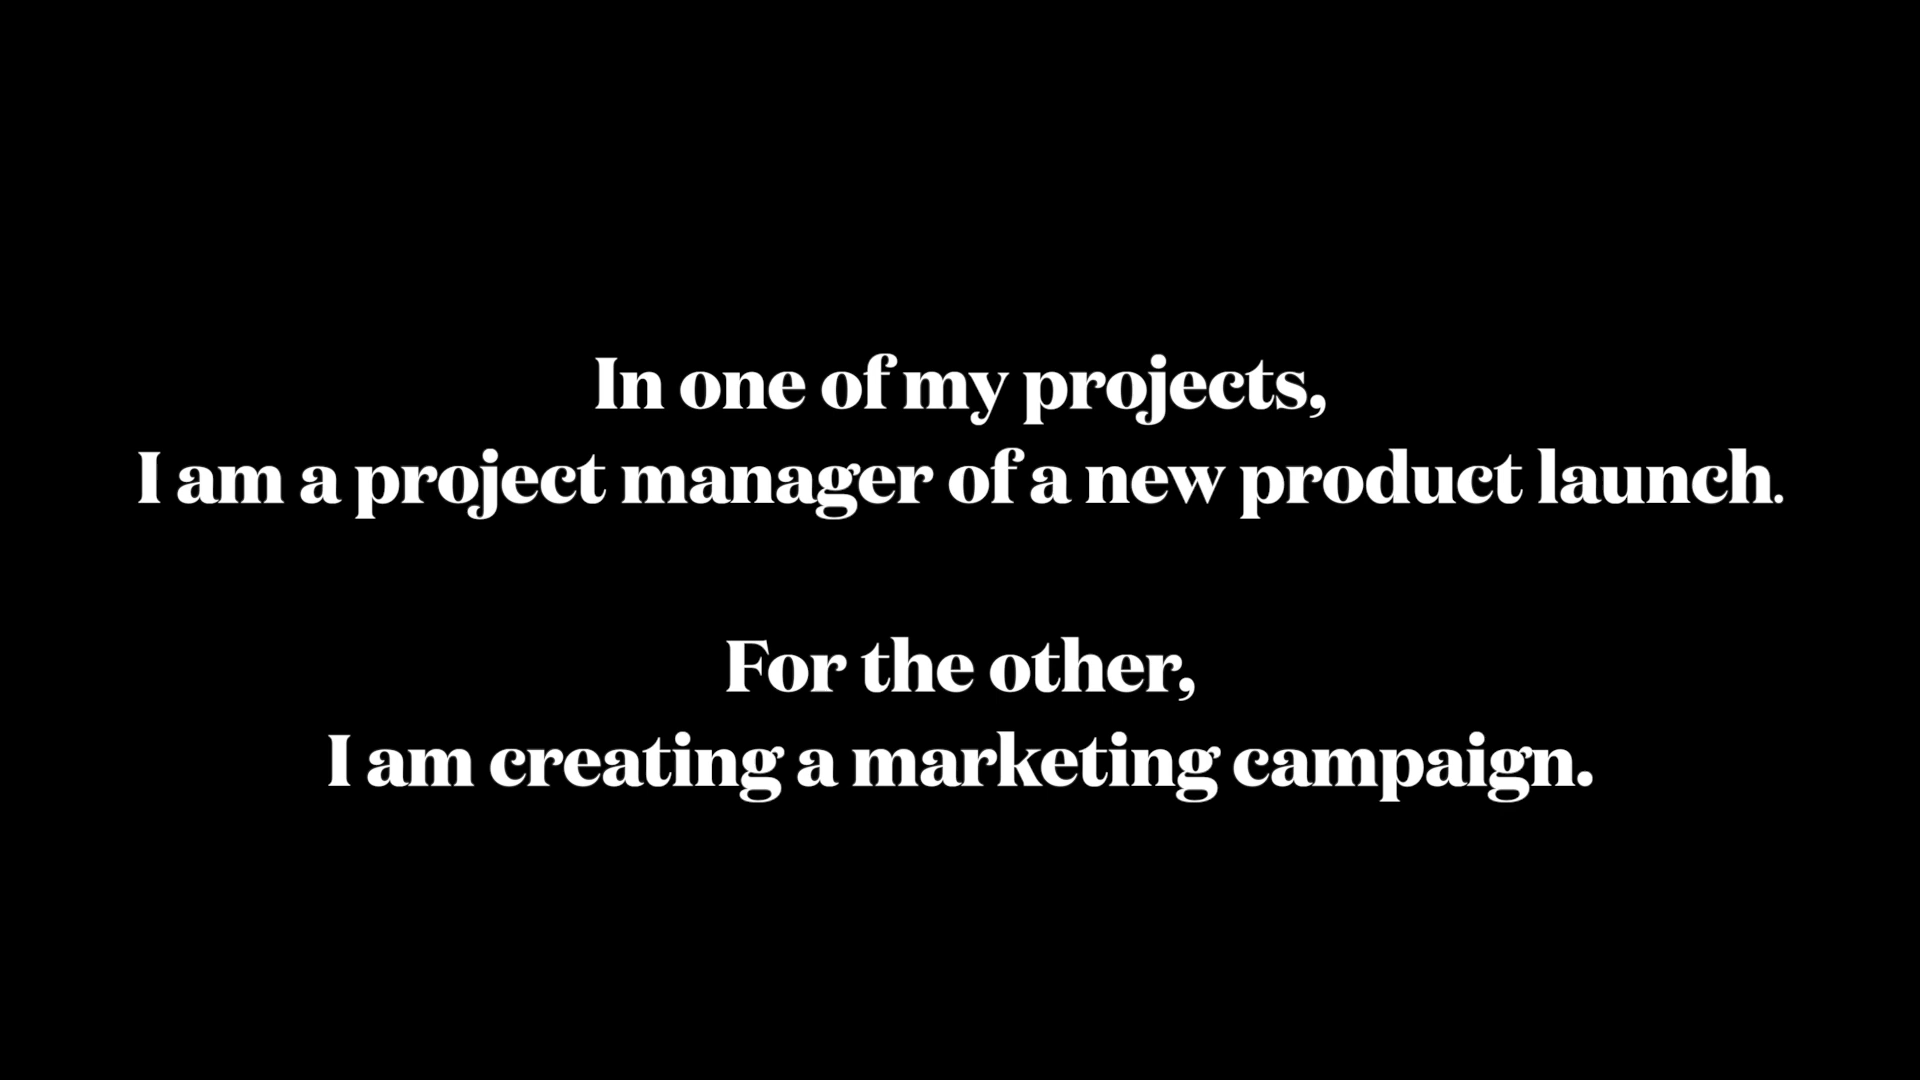 In one of my projects,
I am a project manager of a new product launch.
For the other,
I am creating a marketing campaign.